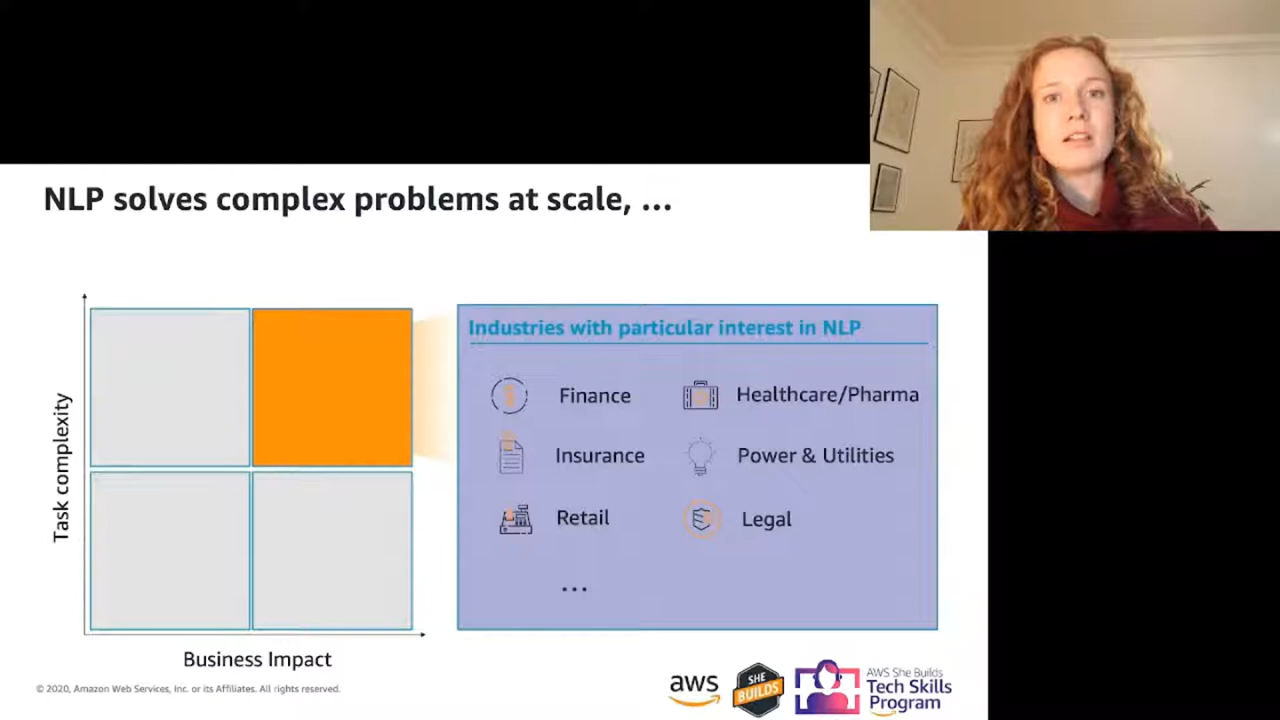 NLP solves complex problems at scale, ...
Task complexity
Business Impact
Industries with particular interest in NLP
Finance
Healthcare/Pharma
Insurance
Power & Utilities
Retail
Legal
...
© 2020, Amazon Web Services, Inc. or its Affiliates. All rights reserved.
aws
SHE
BUILDS
AWS She Builds
Tech Skills
Program